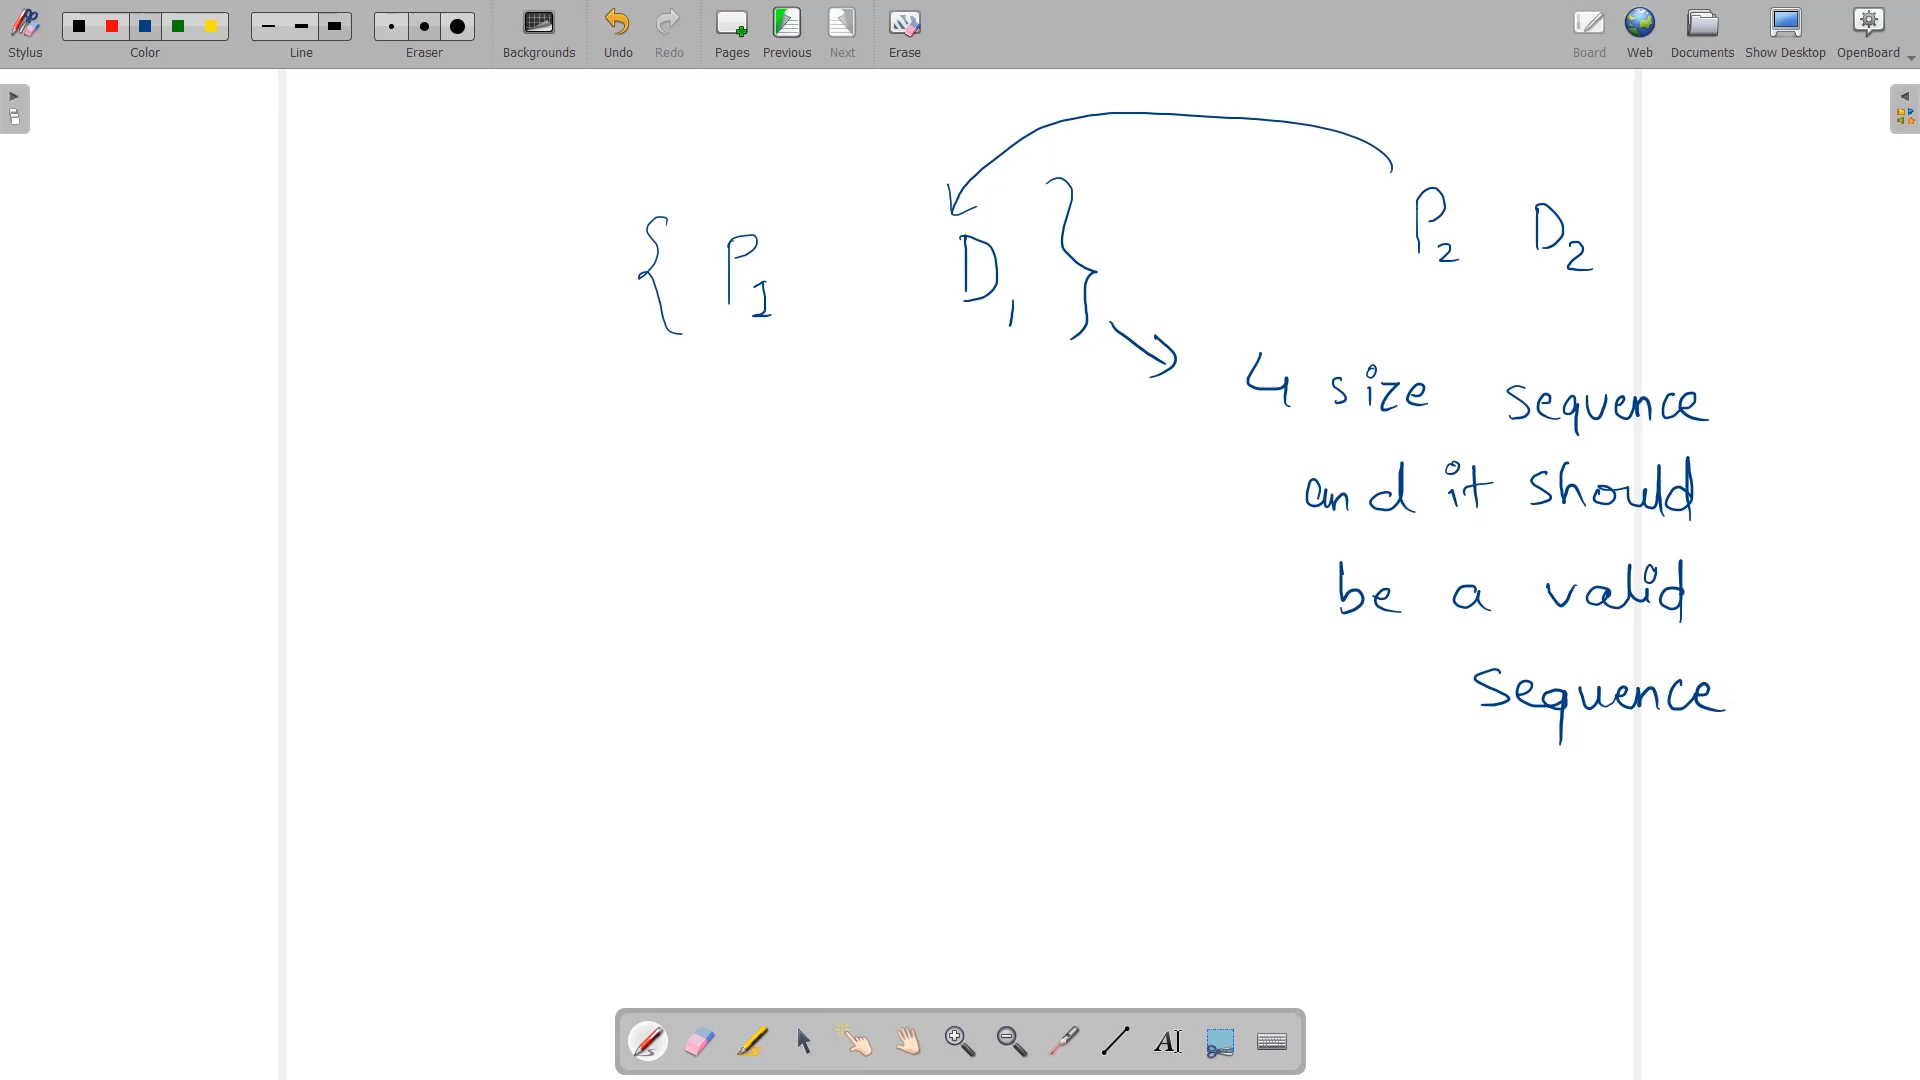 Stylus Color Line Eraser Backgrounds Undo Redo Pages Previous Next Erase Board Web Documents Show Desktop OpenBoard
{ P1 D1 } P2 D2
4 size sequence
and it should
be a valid
sequence
AI